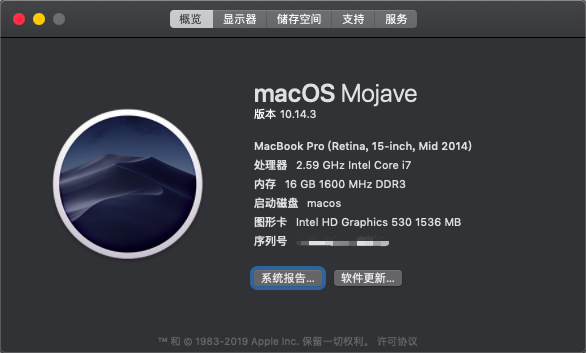 概览 显示器 储存空间 支持 服务
macOS Mojave
版本 10.14.3
MacBook Pro (Retina, 15-inch, Mid 2014)
处理器 2.59 GHz Intel Core i7
内存 16 GB 1600 MHz DDR3
启动磁盘 macos
图形卡 Intel HD Graphics 530 1536 MB
序列号
系统报告... 软件更新...
™ 和 © 1983-2019 Apple Inc. 保留一切权利。 许可协议